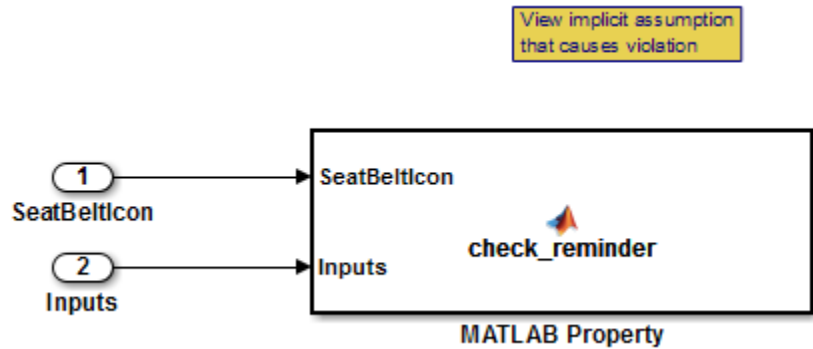 View implicit assumption
that causes violation
1
SeatBeltIcon
SeatBeltIcon
check_reminder
2
Inputs
Inputs
MATLAB Property